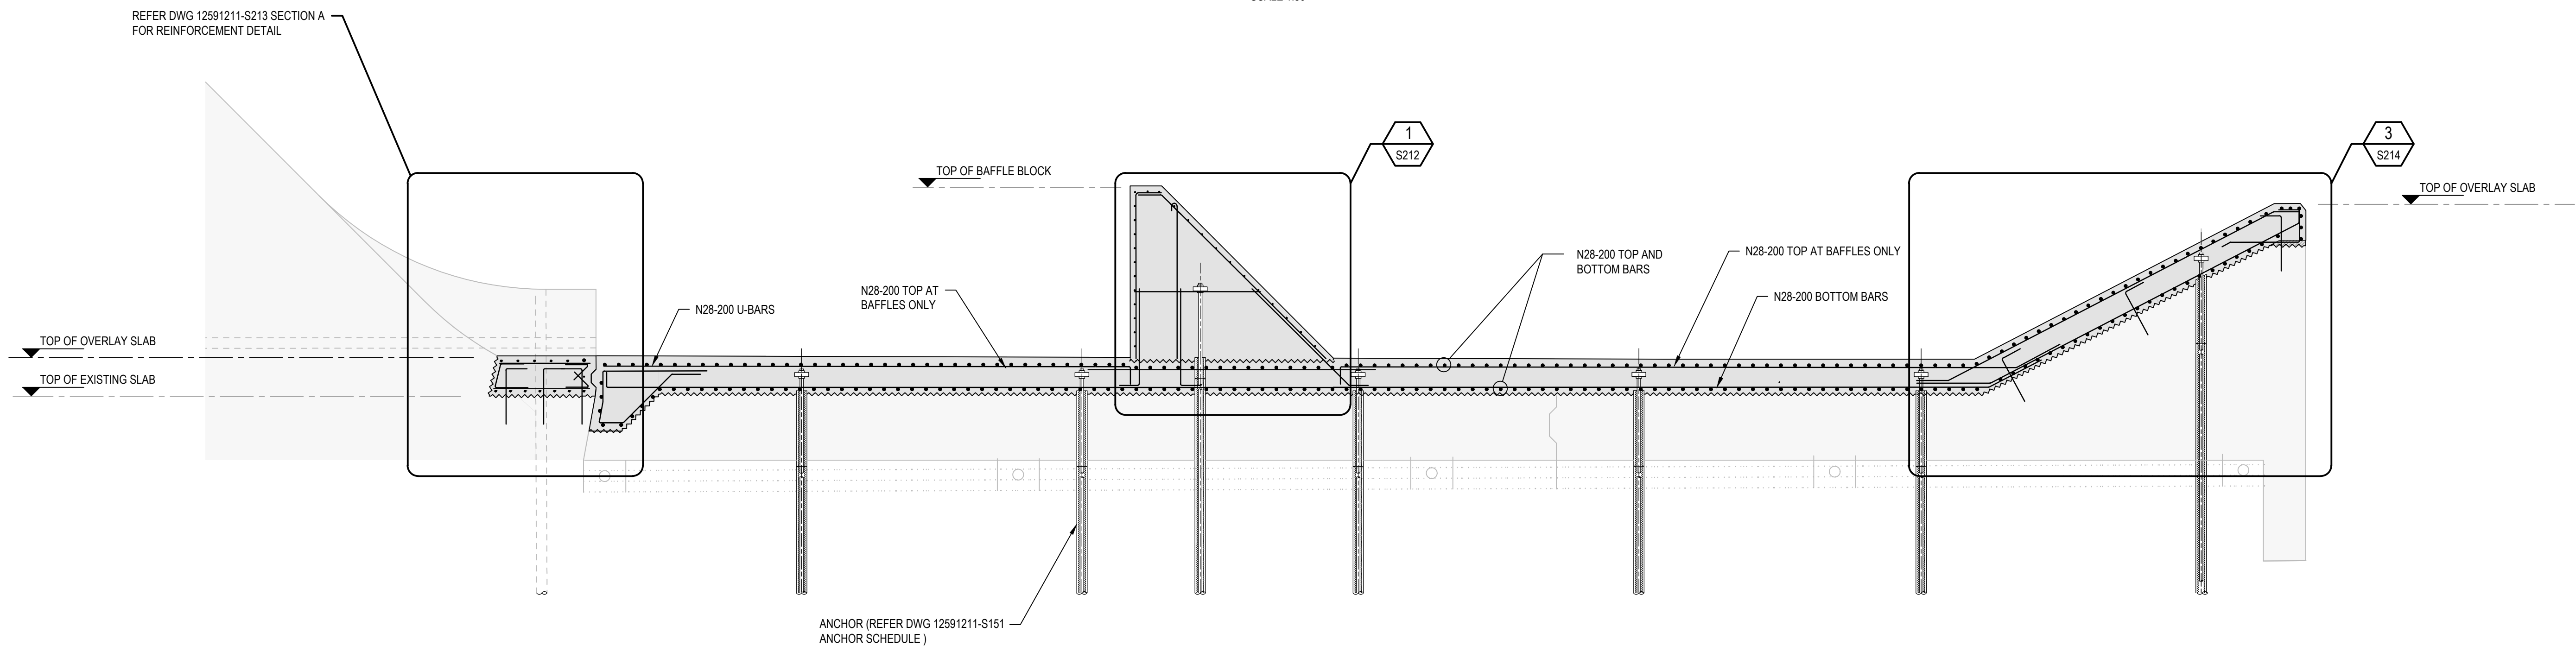 REFER DWG 12591211-S213 SECTION A
FOR REINFORCEMENT DETAIL
1
S212
3
S214
TOP OF BAFFLE BLOCK
TOP OF OVERLAY SLAB
N28-200 TOP AND
BOTTOM BARS
N28-200 TOP AT BAFFLES ONLY
N28-200 TOP AT
BAFFLES ONLY
N28-200 BOTTOM BARS
N28-200 U-BARS
TOP OF OVERLAY SLAB
TOP OF EXISTING SLAB
ANCHOR (REFER DWG 12591211-S151
ANCHOR SCHEDULE )